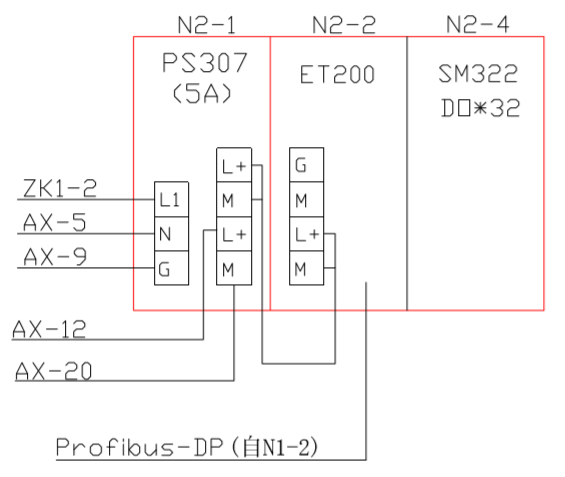 N2-1 N2-2 N2-4
PS307
(5A)
ET200
SM322
DO*32
L+
M
L+
M
G
M
L+
M
L1
N
G
ZK1-2
AX-5
AX-9
AX-12
AX-20
Profibus-DP(自N1-2)